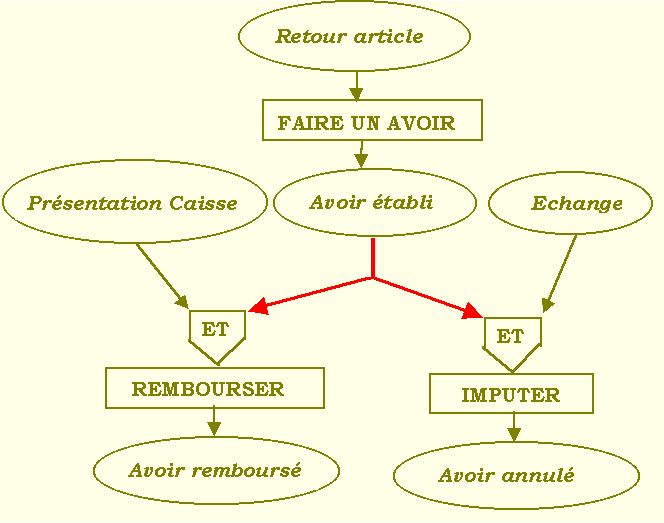 Retour article
FAIRE UN AVOIR
Présentation Caisse
Avoir établi
Echange
ET
ET
REMBOURSER
IMPUTER
Avoir remboursé
Avoir annulé